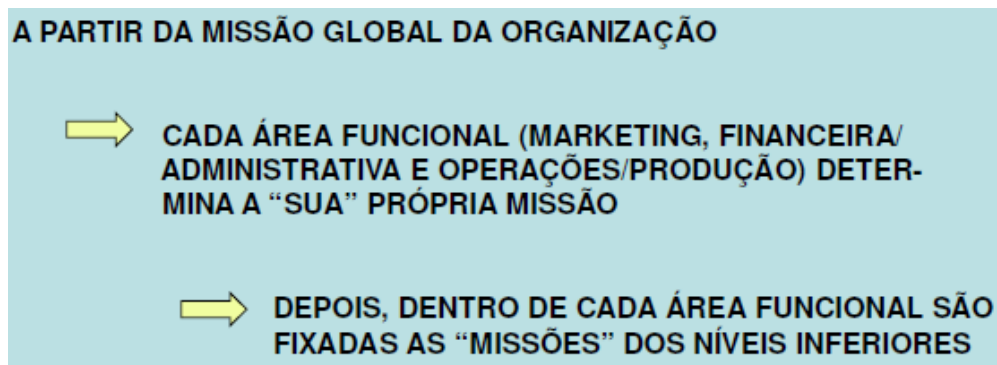 A PARTIR DA MISSÃO GLOBAL DA ORGANIZAÇÃO
CADA ÁREA FUNCIONAL (MARKETING, FINANCEIRA/
ADMINISTRATIVA E OPERAÇÕES/PRODUÇÃO) DETER-
MINA A “SUA” PRÓPRIA MISSÃO
DEPOIS, DENTRO DE CADA ÁREA FUNCIONAL SÃO
FIXADAS AS “MISSÕES” DOS NÍVEIS INFERIORES